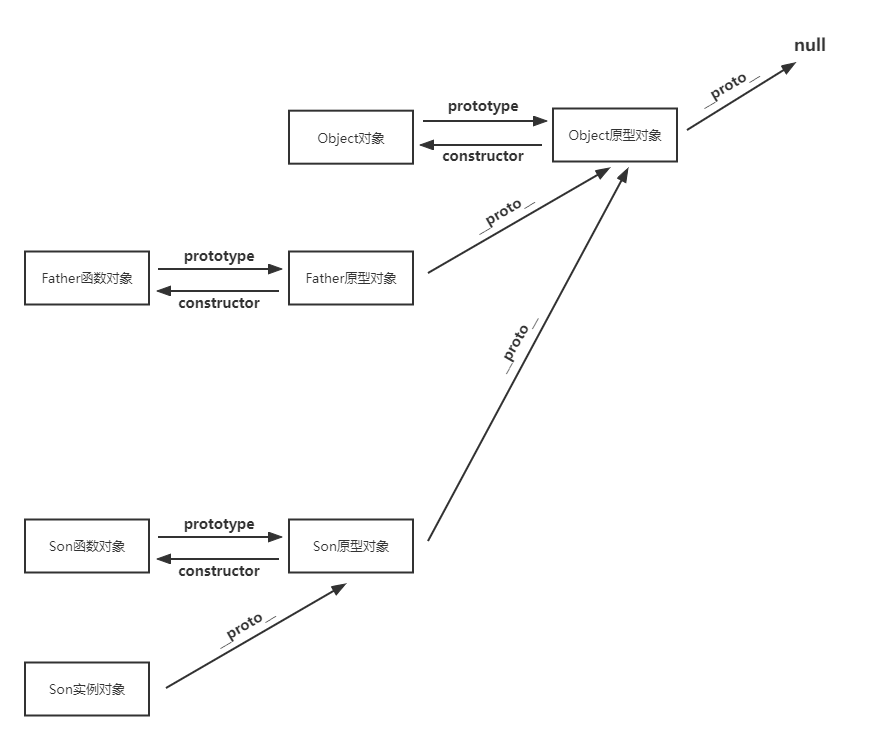 null
__proto__
prototype
Object对象
Object原型对象
constructor
__proto__
prototype
Father函数对象
Father原型对象
constructor
__proto__
prototype
Son函数对象
Son原型对象
constructor
__proto__
Son实例对象